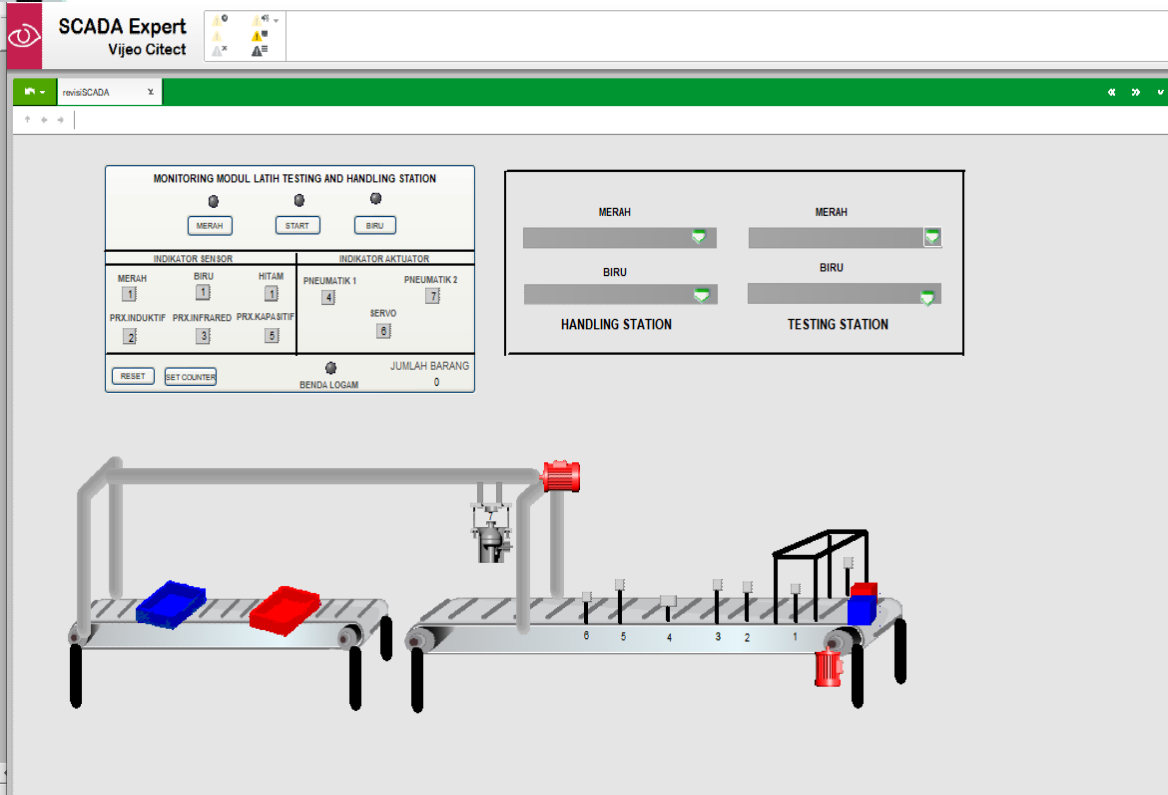 SCADA Expert
Vijeo Citect
revisiSCADA
MONITORING MODUL LATIH TESTING AND HANDLING STATION
MERAH START BIRU
INDIKATOR SENSOR
MERAH BIRU HITAM
1 1 1
PRX.INDUKTIF PRX.INFRARED PRX.KAPASITIF
2 3 5
INDIKATOR AKTUATOR
PNEUMATIK 1 PNEUMATIK 2
4 7
SERVO
6
RESET SET COUNTER
BENDA LOGAM
JUMLAH BARANG
0
MERAH MERAH
BIRU BIRU
HANDLING STATION TESTING STATION
6 5 4 3 2 1